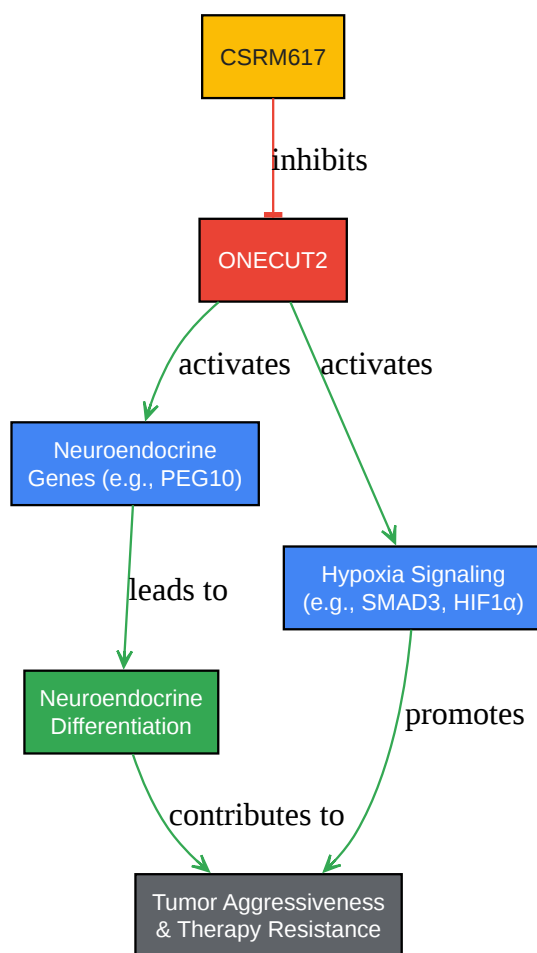 CSRM617
inhibits
ONECUT2
activates
activates
Neuroendocrine
Genes (e.g., PEG10)
Hypoxia Signaling
(e.g., SMAD3, HIF1α)
leads to
Neuroendocrine
Differentiation
promotes
contributes to
Tumor Aggressiveness
& Therapy Resistance